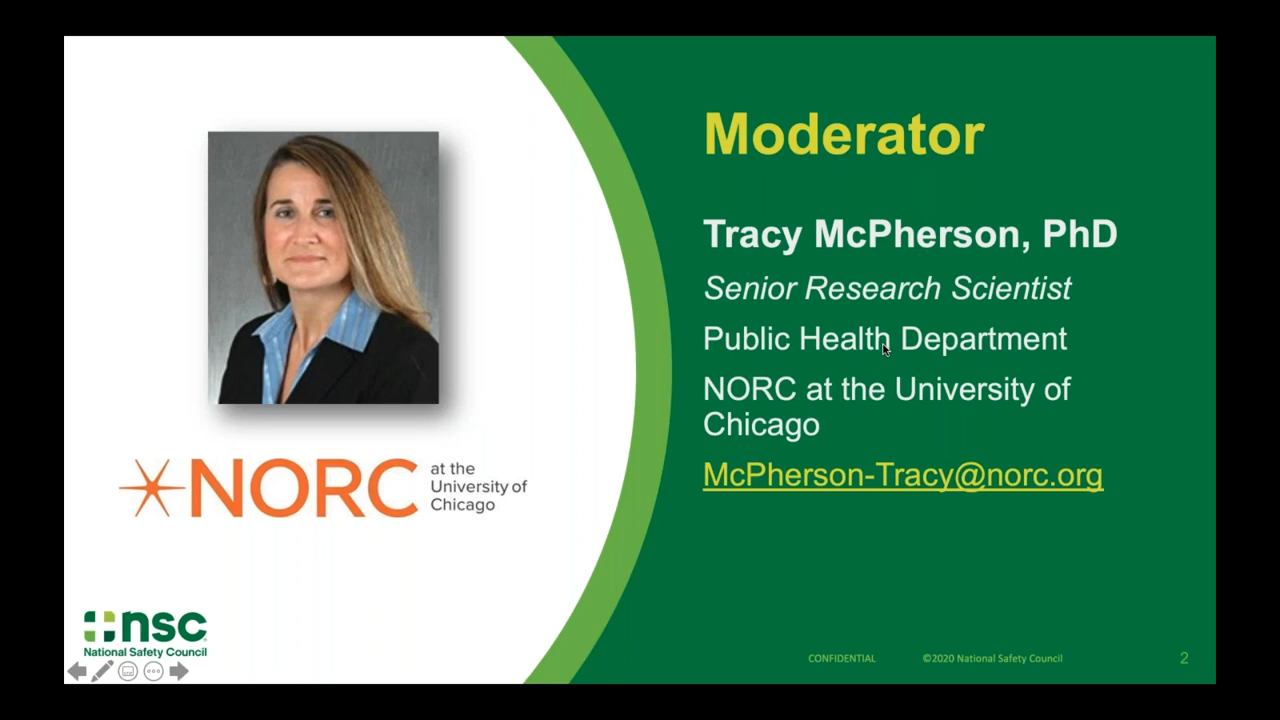 Moderator
Tracy McPherson, PhD
Senior Research Scientist
Public Health Department
NORC at the University of
Chicago
McPherson-Tracy@norc.org
NORC
at the
University of
Chicago
nsc
National Safety Council
CONFIDENTIAL
©2020 National Safety Council
2